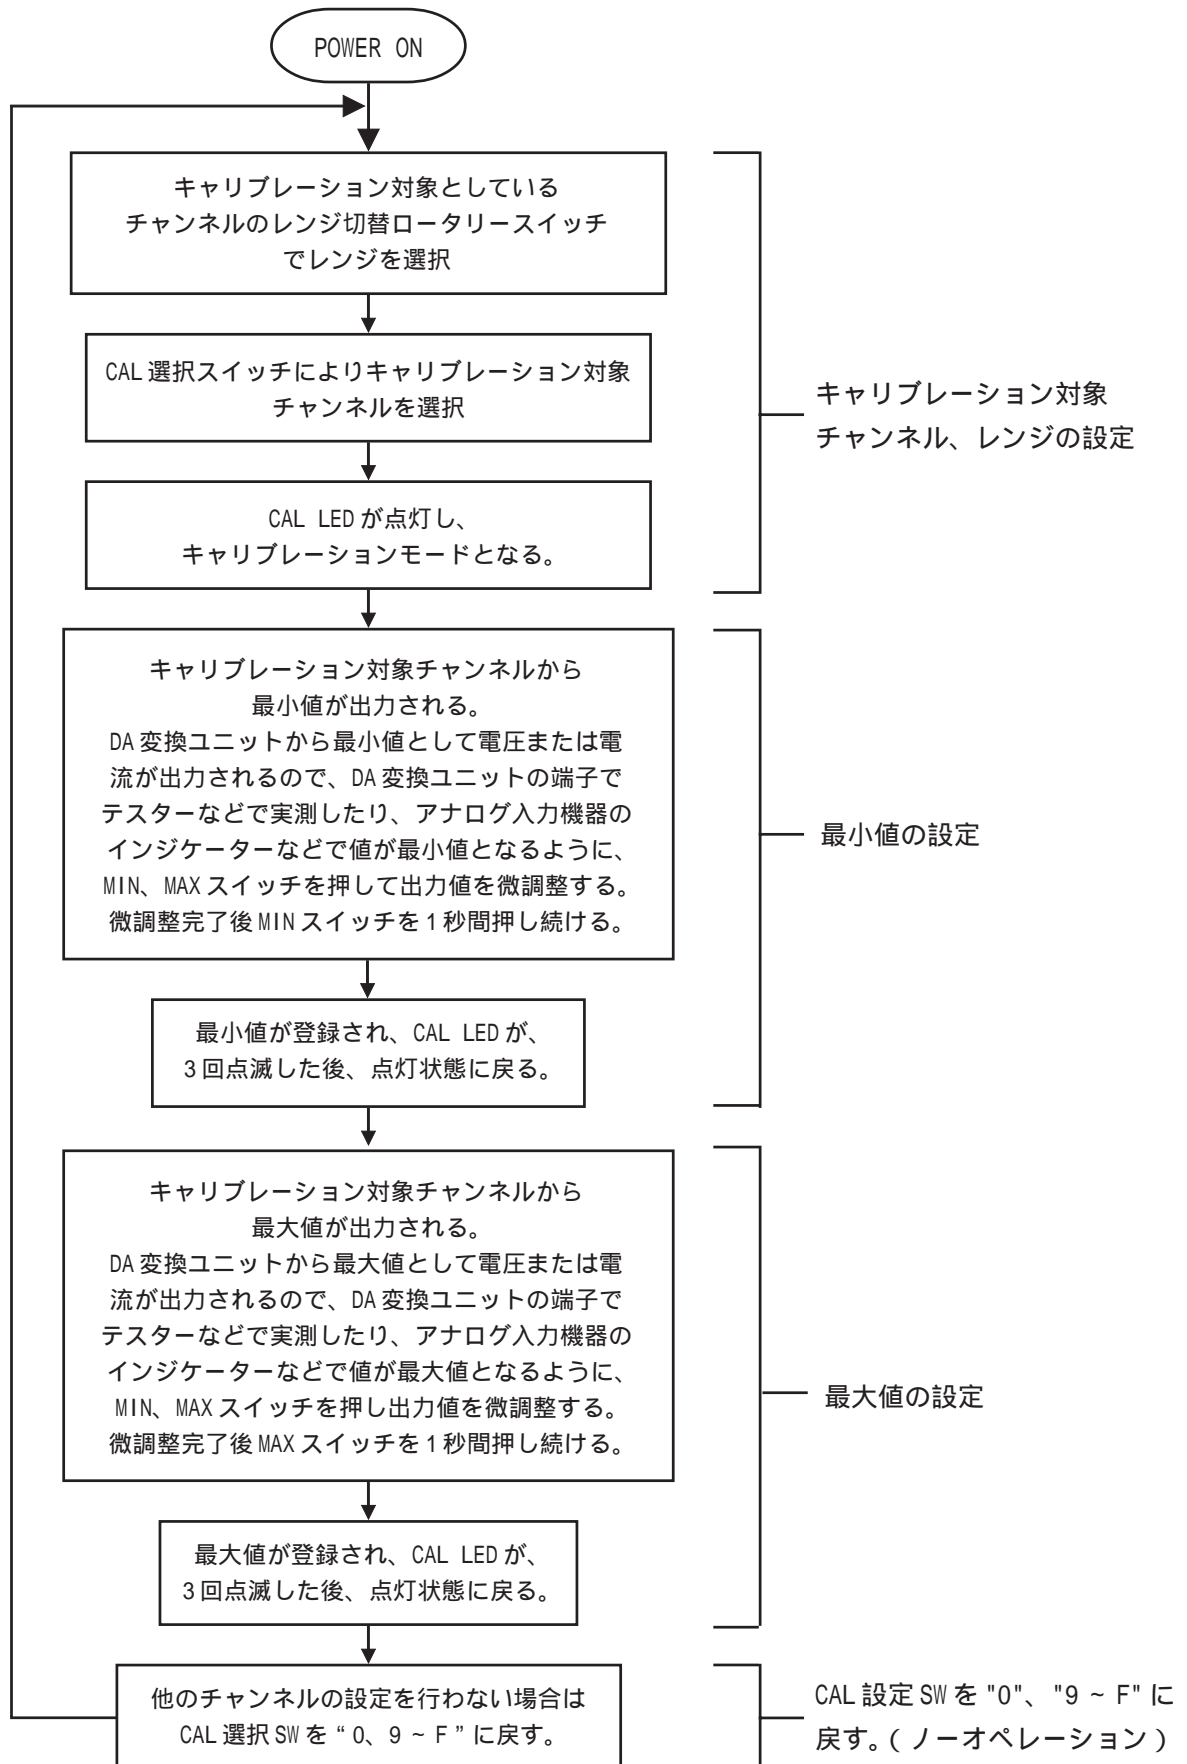 POWER ON
キャリブレーション対象としている
チャンネルのレンジ切替ロータリースイッチ
でレンジを選択
CAL 選択スイッチによりキャリブレーション対象
チャンネルを選択
CAL LED が点灯し、
キャリブレーションモードとなる。
キャリブレーション対象
チャンネル、レンジの設定
キャリブレーション対象チャンネルから
最小値が出力される。
DA 変換ユニットから最小値として電圧または電
流が出力されるので、DA 変換ユニットの端子で
テスターなどで実測したり、アナログ入力機器の
インジケーターなどで値が最小値となるように、
MIN、MAX スイッチを押して出力値を微調整する。
微調整完了後 MIN スイッチを 1 秒間押し続ける。
最小値が登録され、CAL LED が、
3 回点滅した後、点灯状態に戻る。
最小値の設定
キャリブレーション対象チャンネルから
最大値が出力される。
DA 変換ユニットから最大値として電圧または電
流が出力されるので、DA 変換ユニットの端子で
テスターなどで実測したり、アナログ入力機器の
インジケーターなどで値が最大値となるように、
MIN、MAX スイッチを押し出力値を微調整する。
微調整完了後 MAX スイッチを 1 秒間押し続ける。
最大値が登録され、CAL LED が、
3 回点滅した後、点灯状態に戻る。
最大値の設定
他のチャンネルの設定を行わない場合は
CAL 選択 SW を “0、9 ~ F” に戻す。
CAL 設定 SW を "0"、"9 ~ F" に
戻す。( ノーオペレーション )